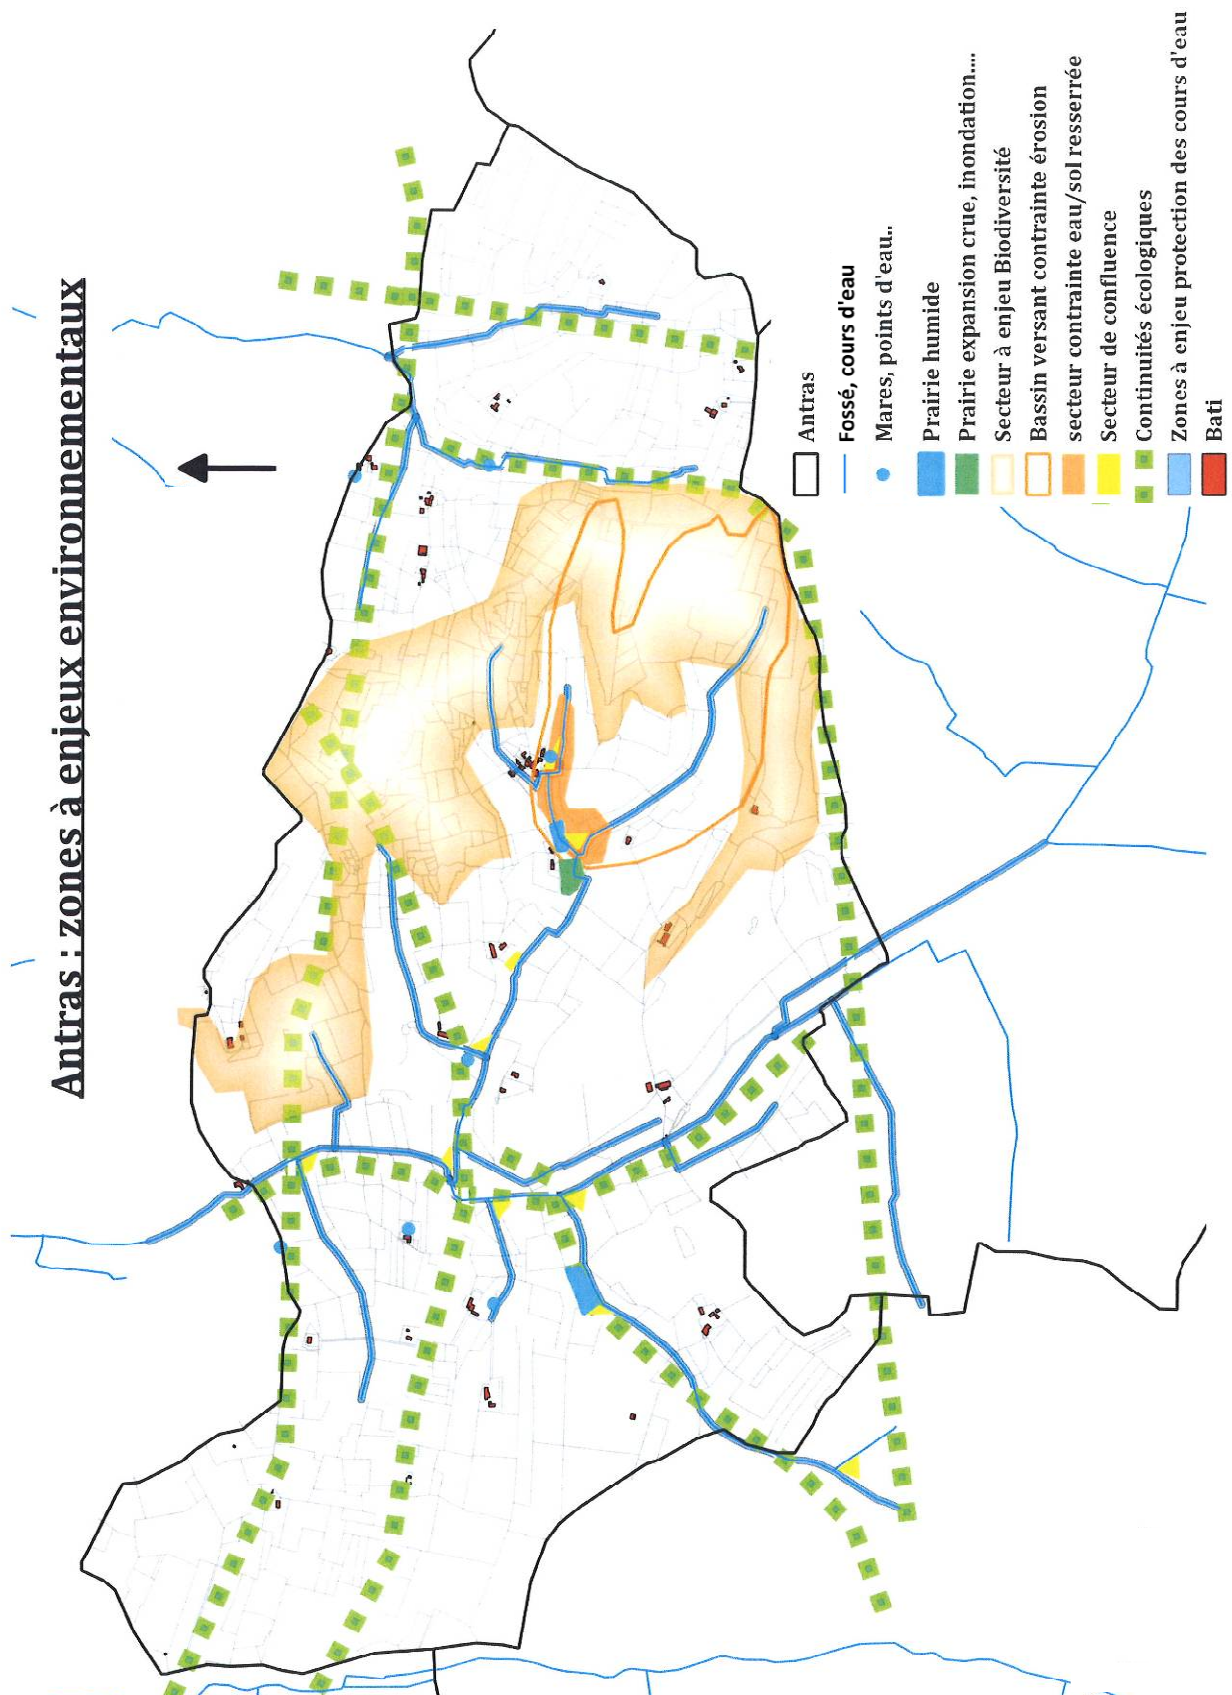 Antras : zones à enjeux environnementaux
Antras
Fossé, cours d'eau
Mares, points d'eau..
Prairie humide
Prairie expansion crue, inondation....
Secteur à enjeu Biodiversité
Bassin versant contrainte érosion
secteur contrainte eau/sol resserrée
Secteur de confluence
Continuités écologiques
Zones à enjeu protection des cours d'eau
Bati